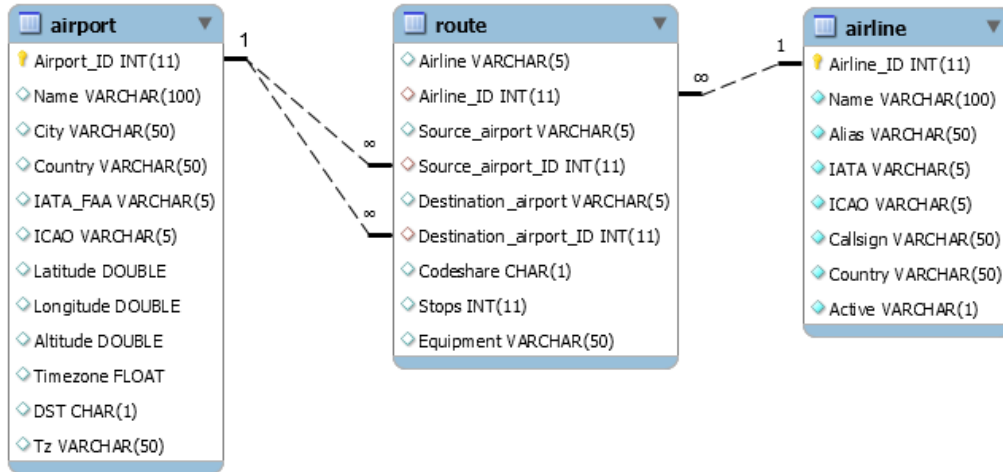 airport
Airport_ID INT(11)
Name VARCHAR(100)
City VARCHAR(50)
Country VARCHAR(50)
IATA_FAA VARCHAR(5)
ICAO VARCHAR(5)
Latitude DOUBLE
Longitude DOUBLE
Altitude DOUBLE
Timezone FLOAT
DST CHAR(1)
Tz VARCHAR(50)
1
∞
∞
route
Airline VARCHAR(5)
Airline_ID INT(11)
Source_airport VARCHAR(5)
Source_airport_ID INT(11)
Destination_airport VARCHAR(5)
Destination_airport_ID INT(11)
Codeshare CHAR(1)
Stops INT(11)
Equipment VARCHAR(50)
∞
1
airline
Airline_ID INT(11)
Name VARCHAR(100)
Alias VARCHAR(50)
IATA VARCHAR(5)
ICAO VARCHAR(5)
Callsign VARCHAR(50)
Country VARCHAR(50)
Active VARCHAR(1)